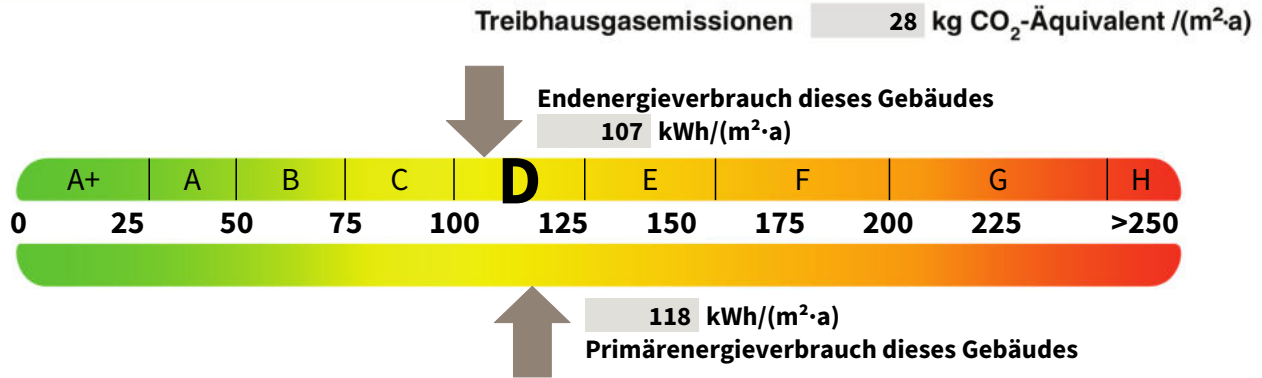 Treibhausgasemissionen 28 kg CO₂-Äquivalent /(m²·a)
Endenergieverbrauch dieses Gebäudes
107 kWh/(m²·a)
A+ A B C D E F G H
0 25 50 75 100 125 150 175 200 225 >250
118 kWh/(m²·a)
Primärenergieverbrauch dieses Gebäudes